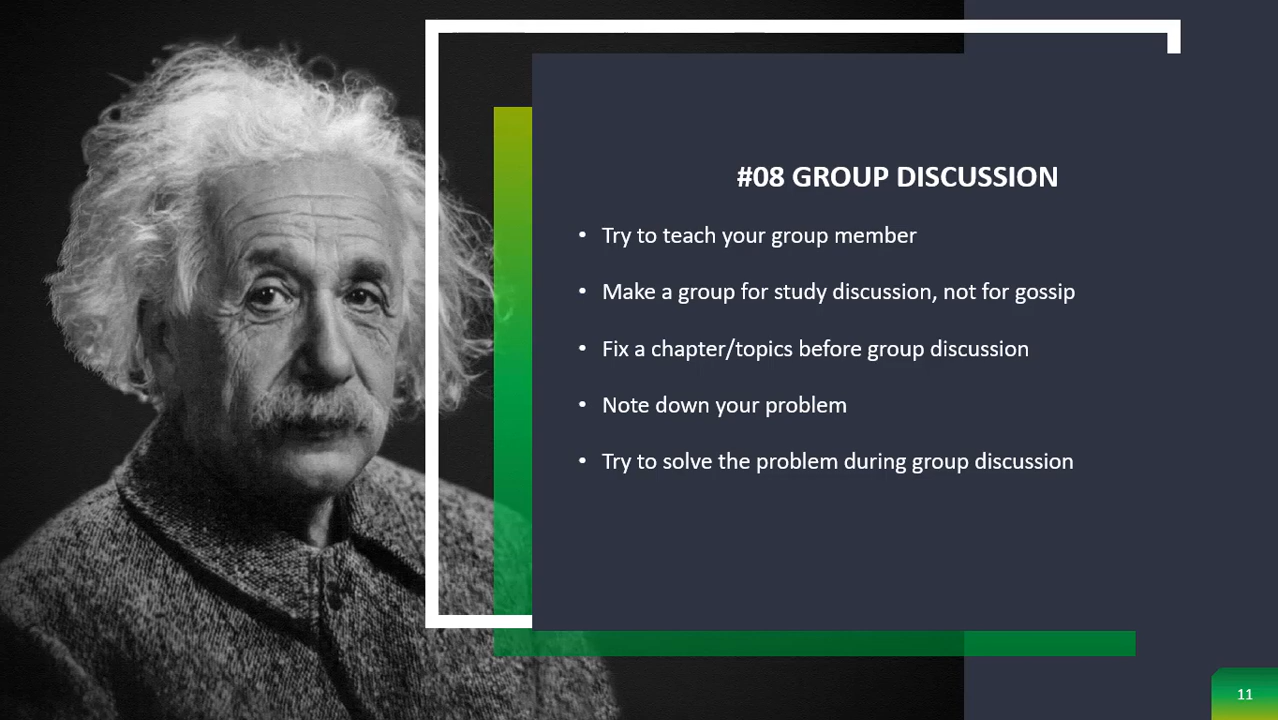 #08 GROUP DISCUSSION
• Try to teach your group member
• Make a group for study discussion, not for gossip
• Fix a chapter/topics before group discussion
• Note down your problem
• Try to solve the problem during group discussion
11